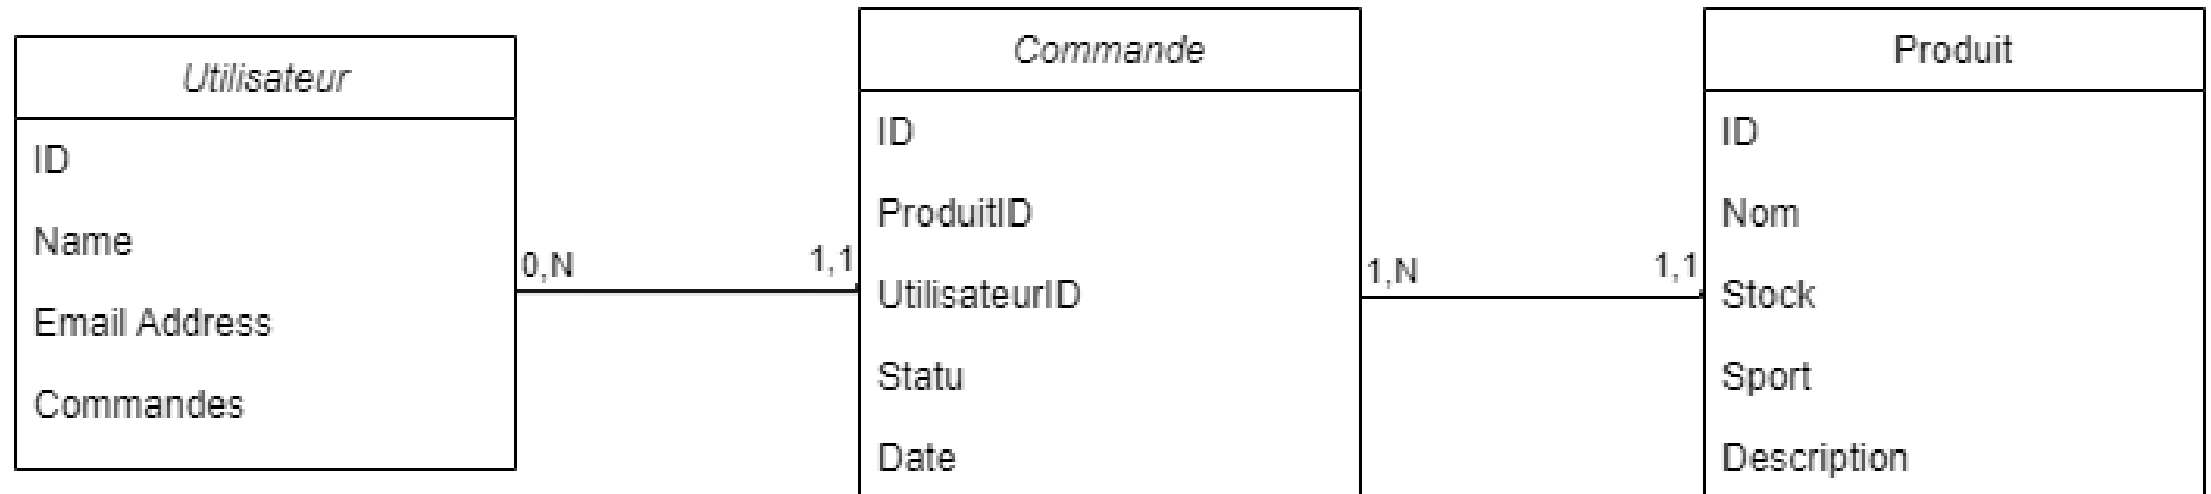 Utilisateur
ID
Name
Email Address
Commandes
0,N
1,1
Commande
ID
ProduitID
UtilisateurID
Statu
Date
1,N
1,1
Produit
ID
Nom
Stock
Sport
Description